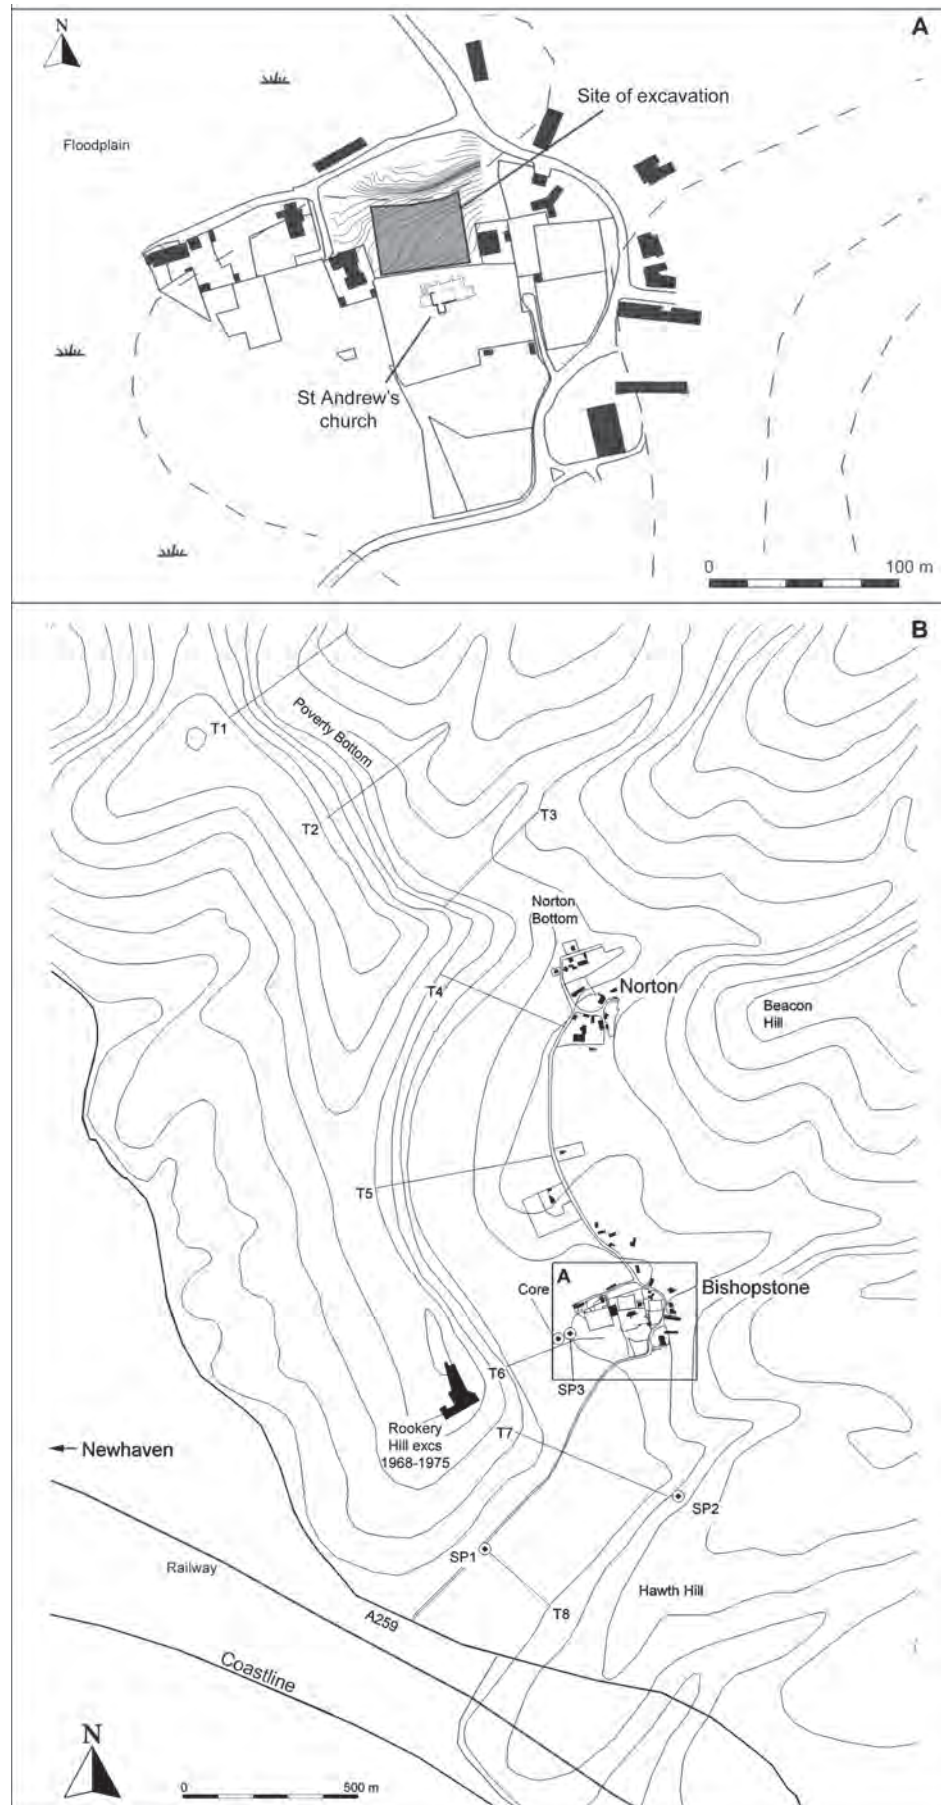 N
A
Site of excavation
Floodplain
St Andrew's
church
0 100 m
B
T1
Poverty Bottom
T2
T3
Norton
Bottom
T4
Norton
Beacon
Hill
T5
A
Core
Bishopstone
T6
SP3
Rookery
Hill excs
1968-1975
T7
Newhaven
SP2
SP1
Railway
Hawth Hill
T8
A259
Coastline
N
0 500 m